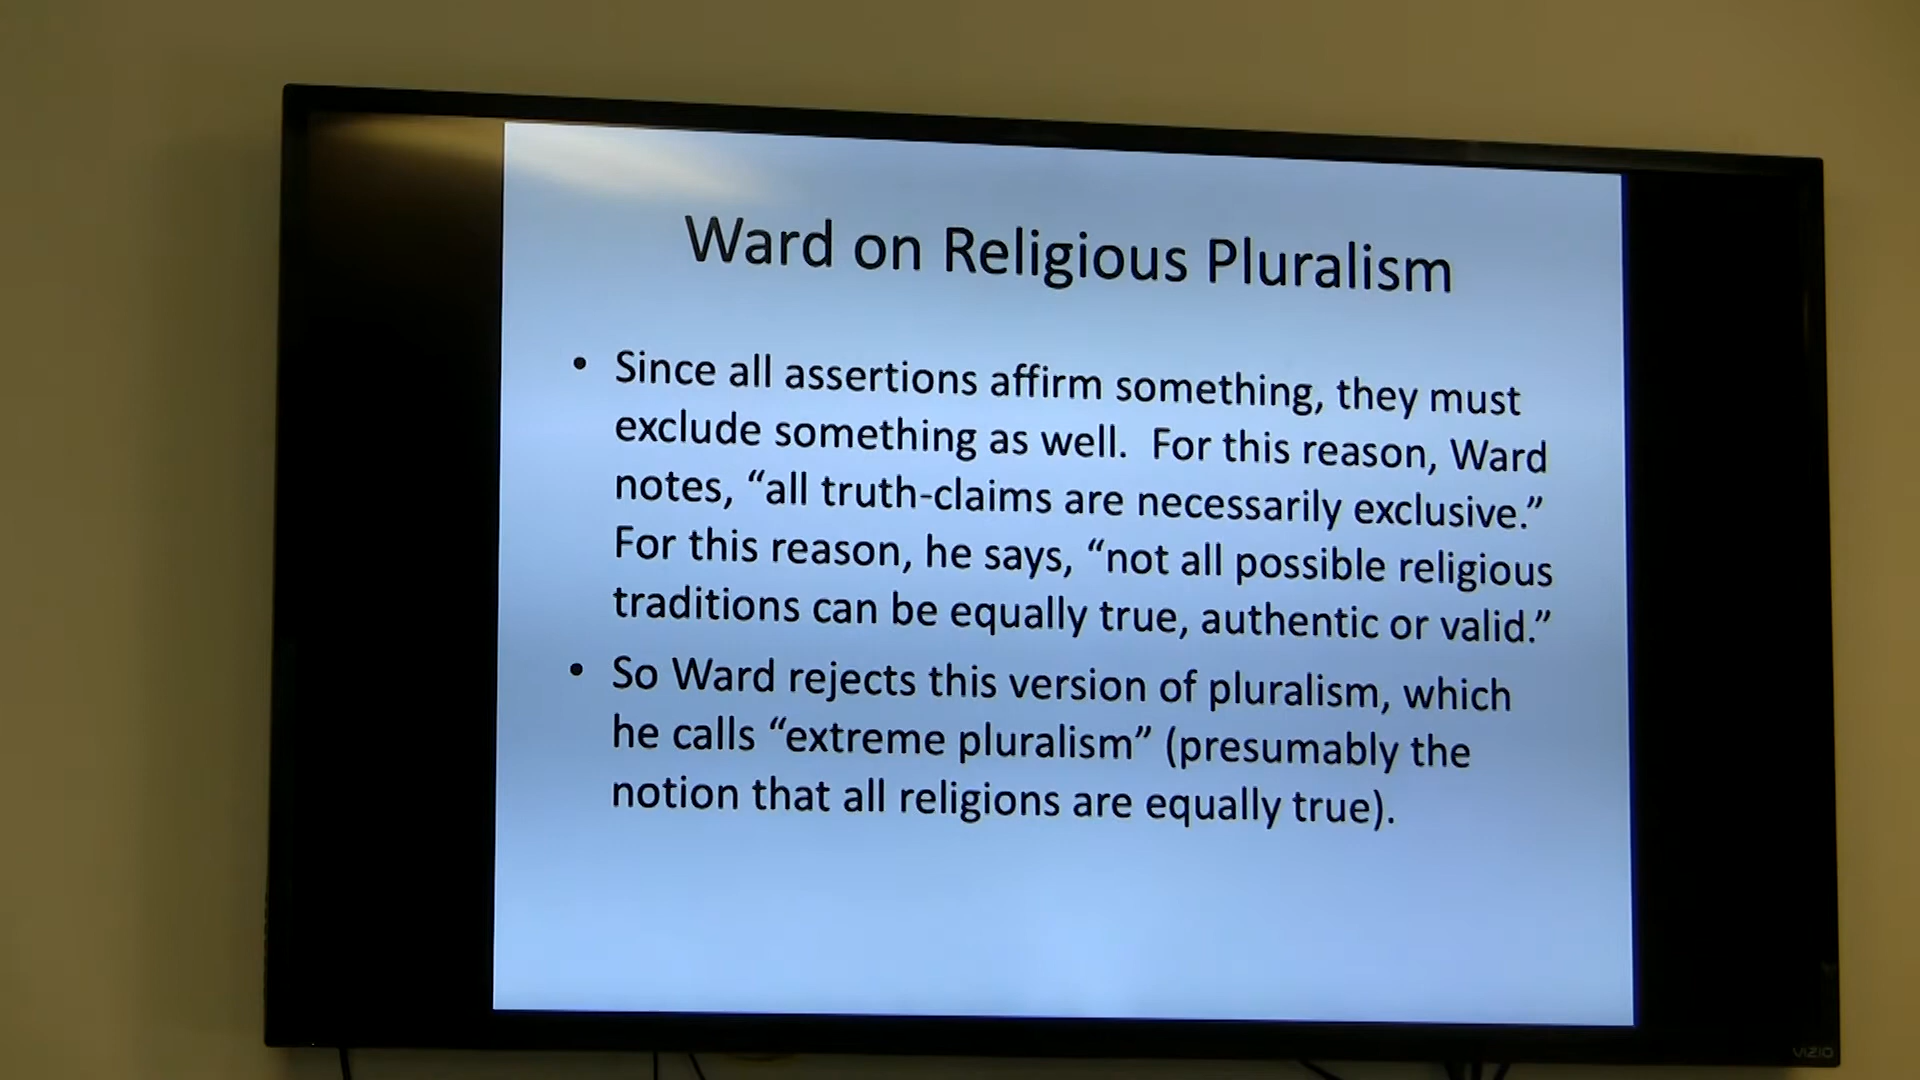 Ward on Religious Pluralism
• Since all assertions affirm something, they must
exclude something as well.  For this reason, Ward
notes, “all truth-claims are necessarily exclusive.”
For this reason, he says, “not all possible religious
traditions can be equally true, authentic or valid.”
• So Ward rejects this version of pluralism, which
he calls “extreme pluralism” (presumably the
notion that all religions are equally true).
VIZIO